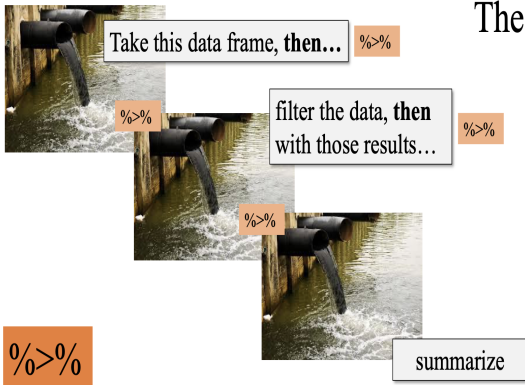 The
Take this data frame, then...
%>%
%>%
filter the data, then
with those results...
%>%
%>%
%>%
summarize